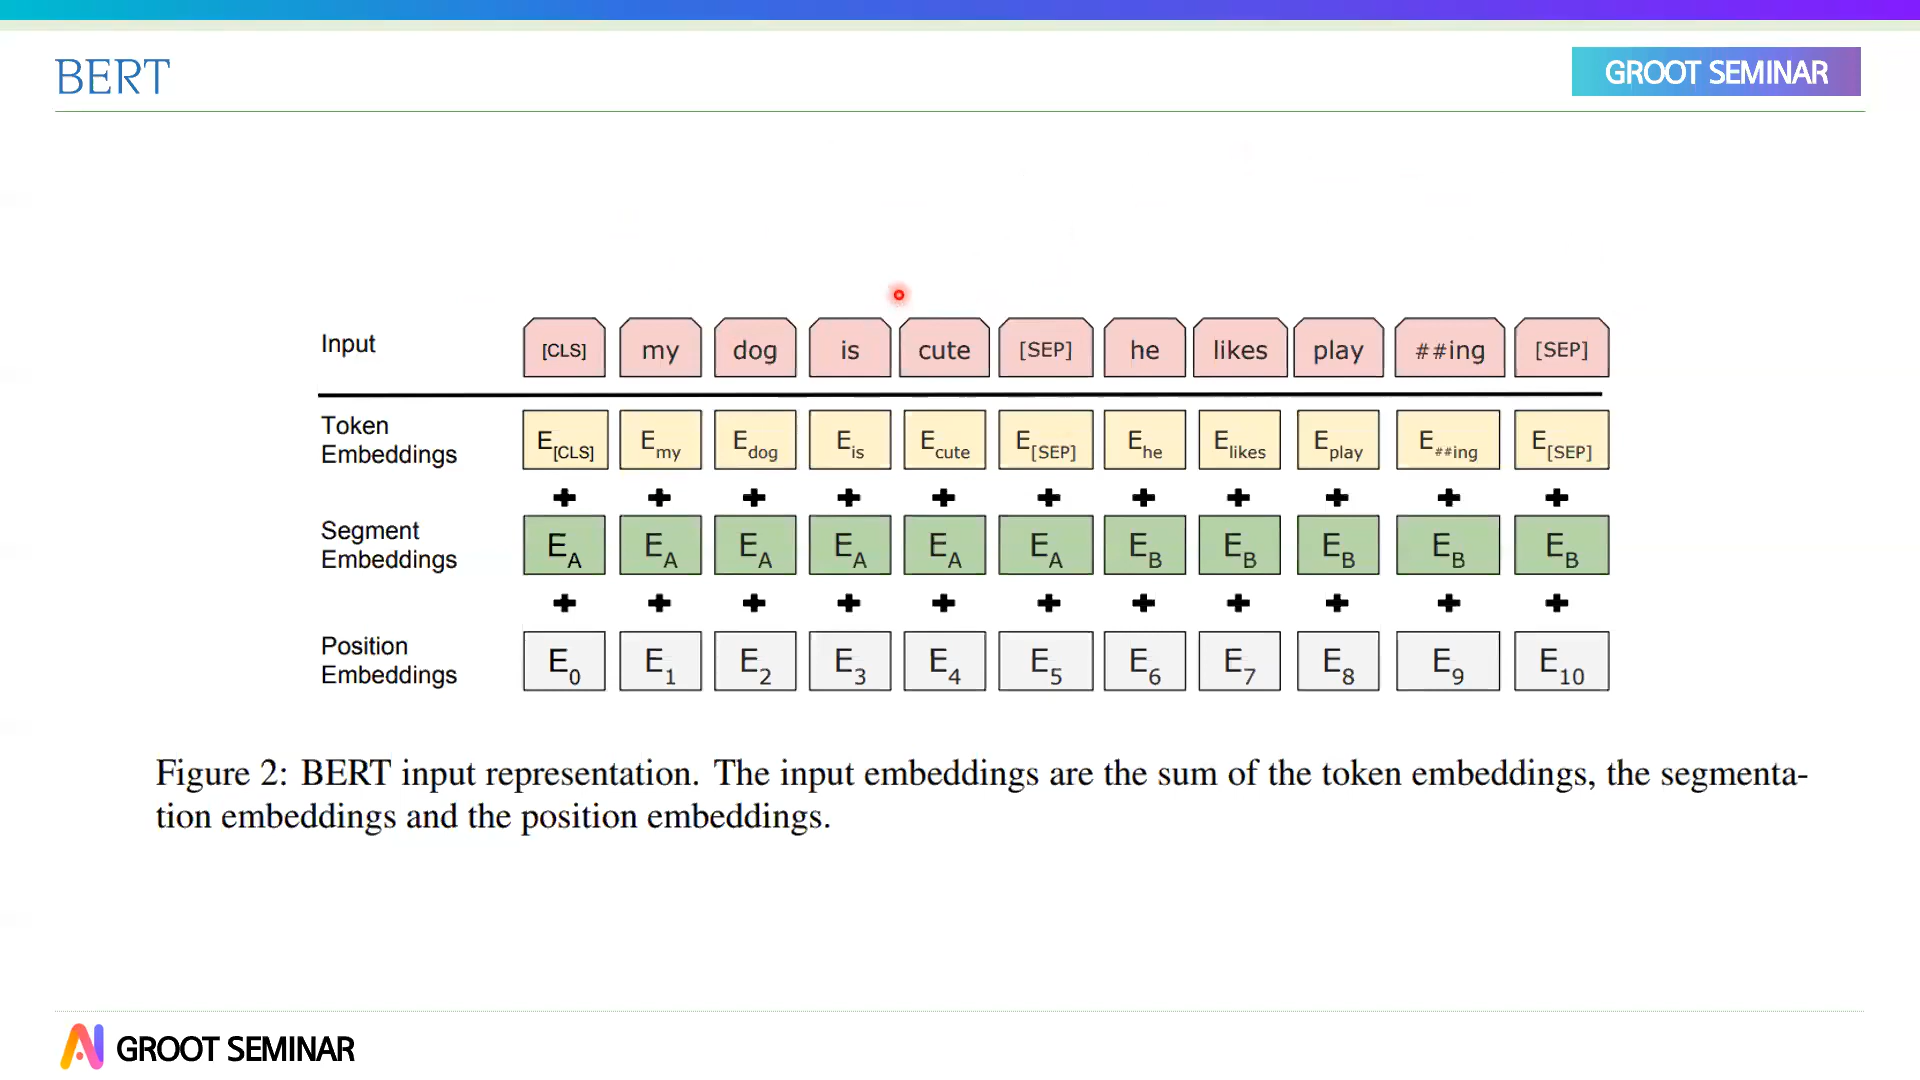 BERT
GROOT SEMINAR
Input [CLS] my dog is cute [SEP] he likes play ##ing [SEP]
Token
Embeddings
E[CLS] Emy Edog Eis Ecute E[SEP] Ehe Elikes Eplay E##ing E[SEP]
+ + + + + + + + + + +
Segment
Embeddings
EA EA EA EA EA EA EB EB EB EB EB
+ + + + + + + + + + +
Position
Embeddings
E0 E1 E2 E3 E4 E5 E6 E7 E8 E9 E10
Figure 2: BERT input representation. The input embeddings are the sum of the token embeddings, the segmenta-
tion embeddings and the position embeddings.
GROOT SEMINAR